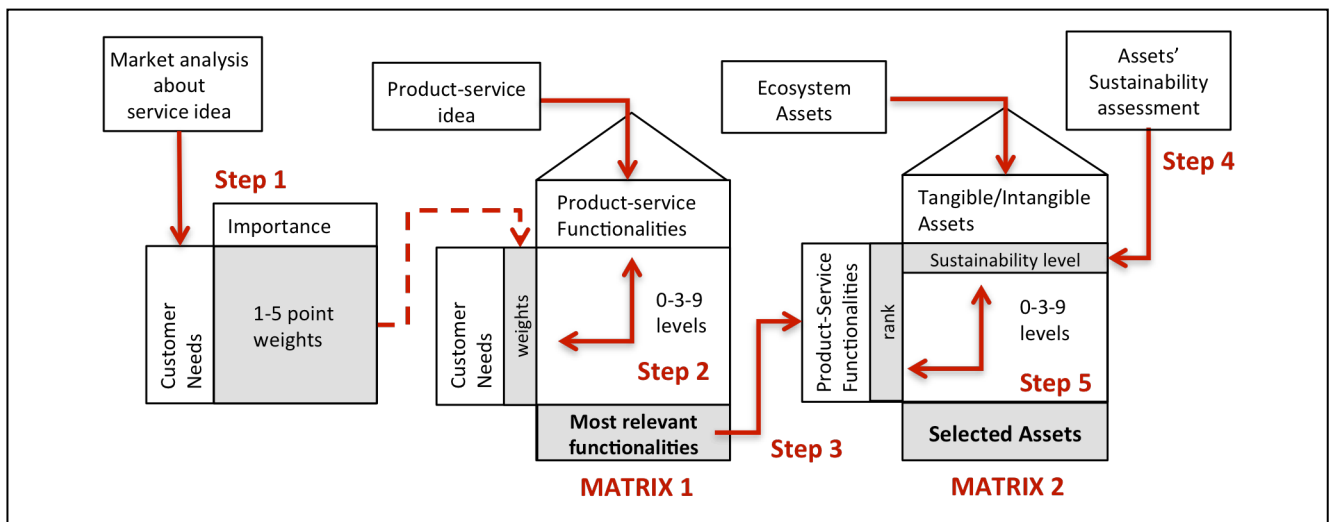 Market analysis
about
service idea
Step 1
Importance
Customer
Needs
1-5 point
weights
Product-service
idea
Product-service
Functionalities
Customer
Needs
weights
0-3-9
levels
Step 2
Most relevant
functionalities
MATRIX 1
Step 3
Ecosystem
Assets
Assets'
Sustainability
assessment
Step 4
Tangible/Intangible
Assets
Sustainability level
Product-Service
Functionalities
rank
0-3-9
levels
Step 5
Selected Assets
MATRIX 2